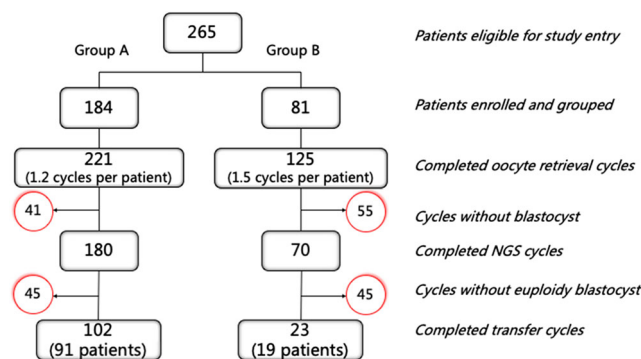 265
Patients eligible for study entry
Group A
Group B
184
81
Patients enrolled and grouped
221
(1.2 cycles per patient)
125
(1.5 cycles per patient)
Completed oocyte retrieval cycles
41
55
Cycles without blastocyst
180
70
Completed NGS cycles
45
45
Cycles without euploidy blastocyst
102
(91 patients)
23
(19 patients)
Completed transfer cycles